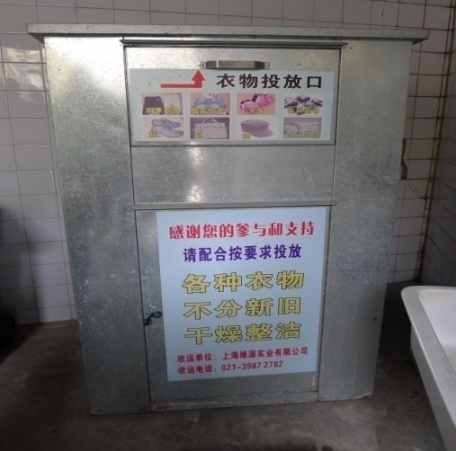 衣物投放口
感谢您的参与和支持
请配合按要求投放
各种衣物
不分新旧
干燥整洁
收运单位：上海缘源实业有限公司
收运电话：021-3987 2782